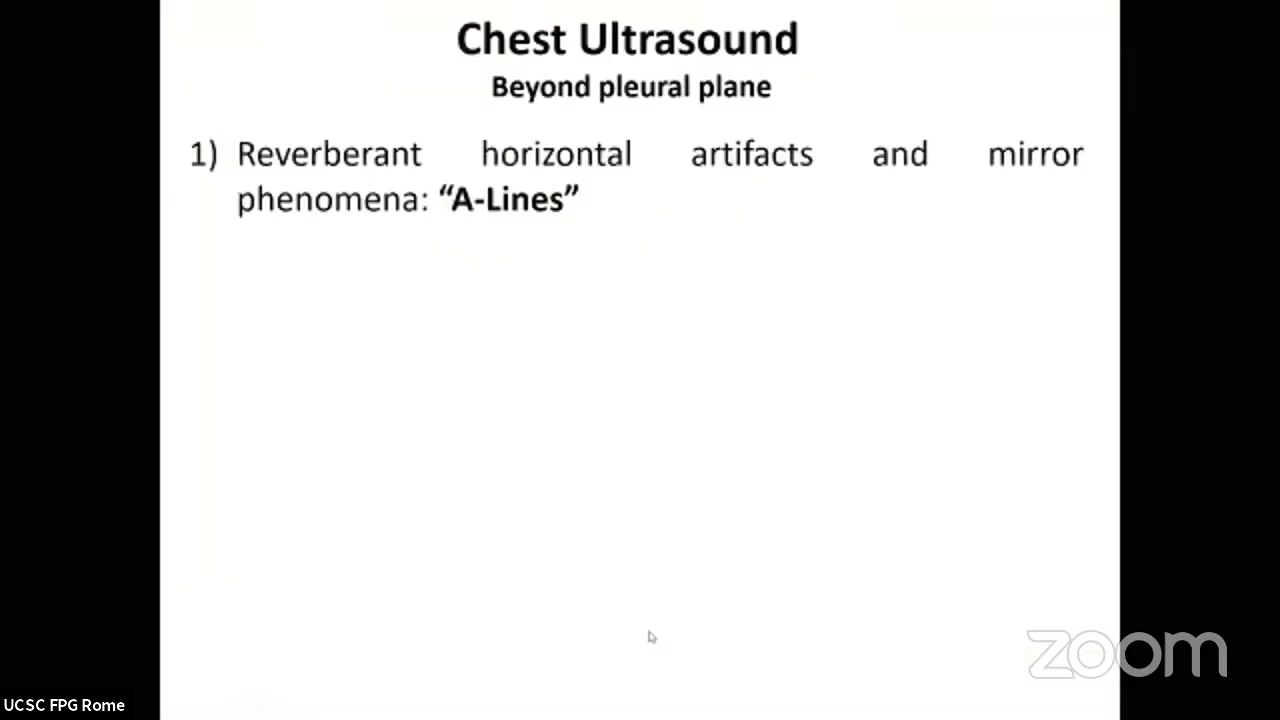 Chest Ultrasound
Beyond pleural plane
1) Reverberant horizontal artifacts and mirror
phenomena: “A-Lines”
zoom
UCSC FPG Rome